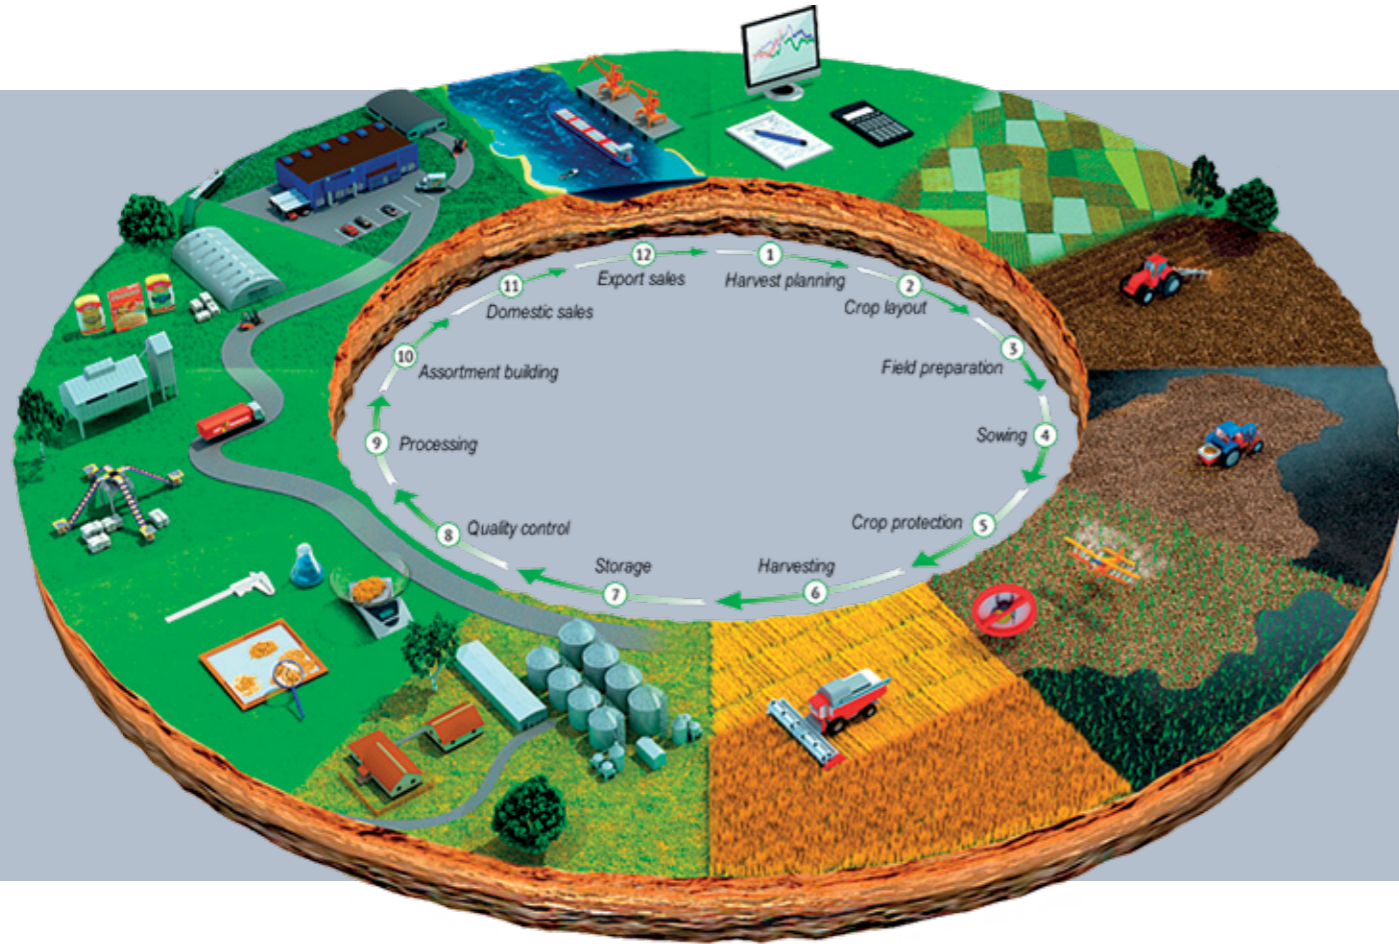 1
Harvest planning
2
Crop layout
3
Field preparation
4
Sowing
5
Crop protection
6
Harvesting
7
Storage
8
Quality control
9
Processing
10
Assortment building
11
Domestic sales
12
Export sales